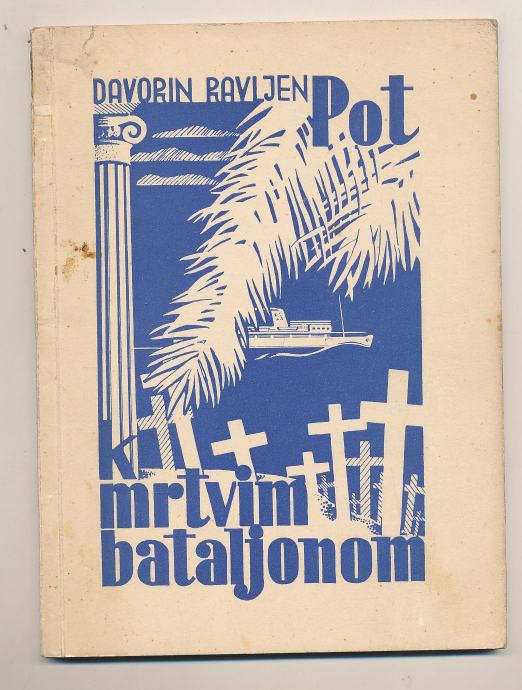 DAVORIN RAVLJEN
Pot
k
mrtvim
bataljonom